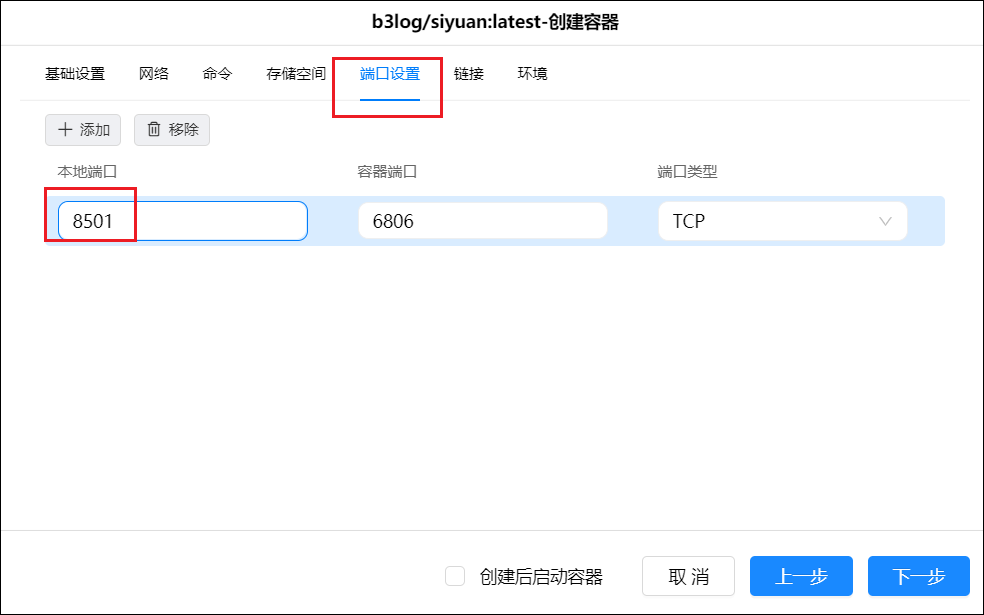 b3log/siyuan:latest-创建容器
基础设置 网络 命令 存储空间 端口设置 链接 环境
添加 移除
本地端口 容器端口 端口类型
8501 6806 TCP
创建后启动容器 取消 上一步 下一步